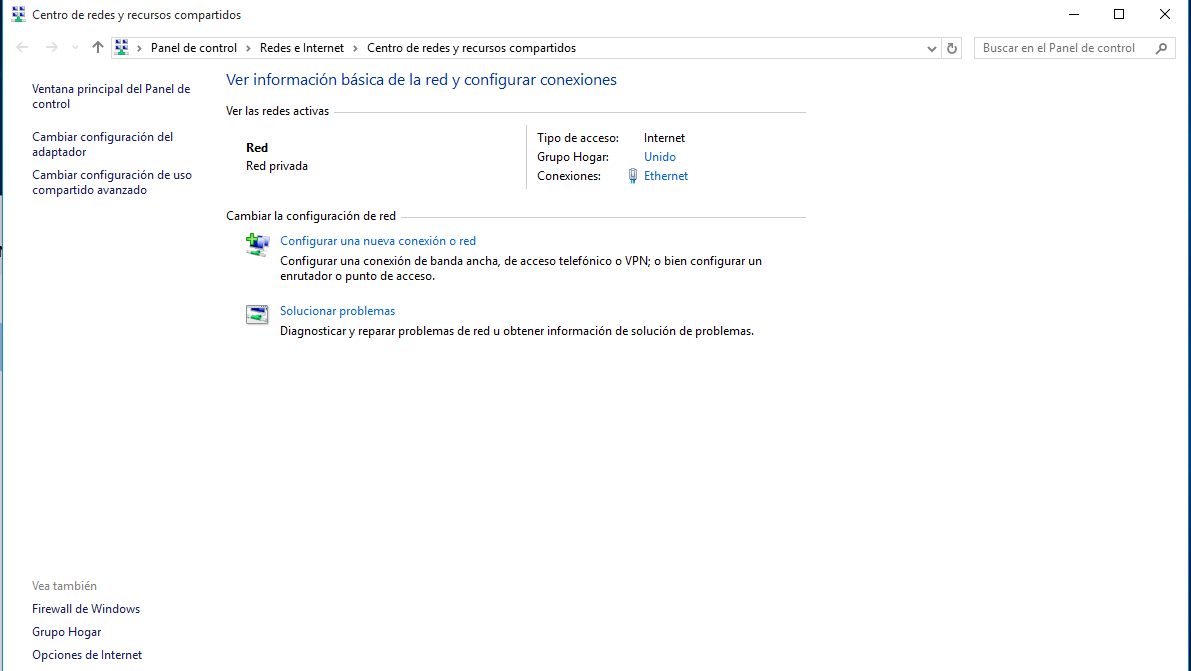 Centro de redes y recursos compartidos
Panel de control > Redes e Internet > Centro de redes y recursos compartidos
Buscar en el Panel de control
Ventana principal del Panel de
control
Cambiar configuración del
adaptador
Cambiar configuración de uso
compartido avanzado
Ver información básica de la red y configurar conexiones
Ver las redes activas
Red
Red privada
Tipo de acceso: Internet
Grupo Hogar: Unido
Conexiones: Ethernet
Cambiar la configuración de red
Configurar una nueva conexión o red
Configurar una conexión de banda ancha, de acceso telefónico o VPN; o bien configurar un
enrutador o punto de acceso.
Solucionar problemas
Diagnosticar y reparar problemas de red u obtener información de solución de problemas.
Vea también
Firewall de Windows
Grupo Hogar
Opciones de Internet